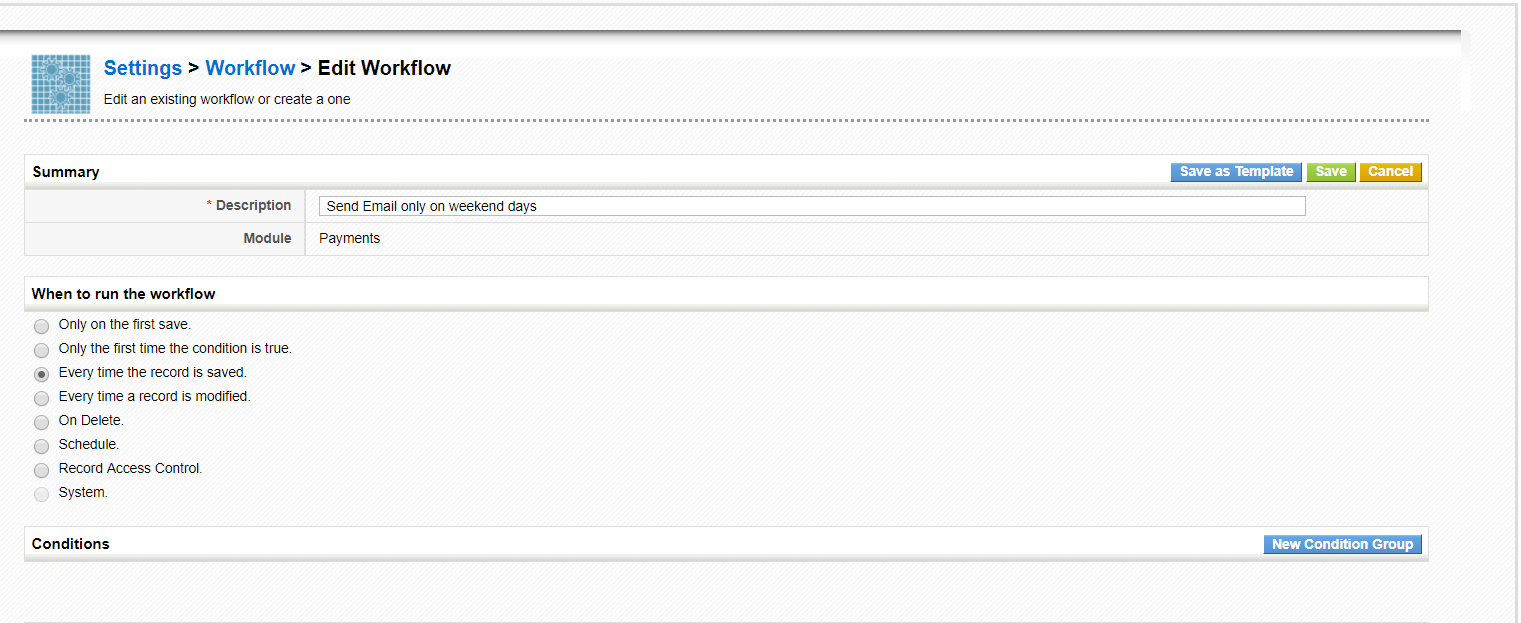 Settings > Workflow > Edit Workflow
Edit an existing workflow or create a one
Summary Save as Template Save Cancel
* Description Send Email only on weekend days
Module Payments
When to run the workflow
Only on the first save.
Only the first time the condition is true.
Every time the record is saved.
Every time a record is modified.
On Delete.
Schedule.
Record Access Control.
System.
Conditions New Condition Group